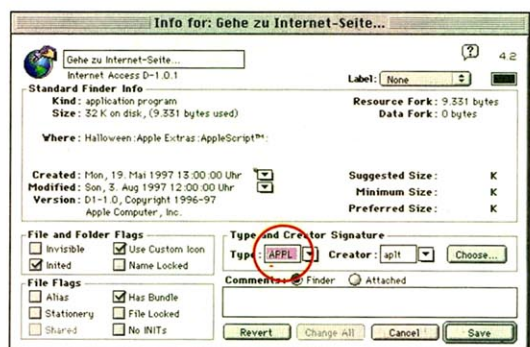 Info for: Gehe zu Internet-Seite...
Gehe zu Internet-Seite...
4.2
Internet Access D-1.0.1
Label: None
Standard Finder Info
Kind: application program
Resource Fork: 9.331 bytes
Size: 32 K on disk, (9.331 bytes used)
Data Fork: 0 bytes
Where: Halloween:Apple Extras:AppleScript™:
Created: Mon, 19. Mai 1997 13:00:00 Uhr
Suggested Size: K
Modified: Son, 3. Aug 1997 12:00:00 Uhr
Minimum Size: K
Version: D1-1.0, Copyright 1996-97
Apple Computer, Inc.
Preferred Size: K
File and Folder Flags
Invisible
Use Custom Icon
Inited
Name Locked
Type and Creator Signature
Type: APPL
Creator: aplt
Choose...
File Flags
Alias
Has Bundle
Stationery
File Locked
Shared
No INITs
Comments: Finder Attached
Revert
Change All
Cancel
Save